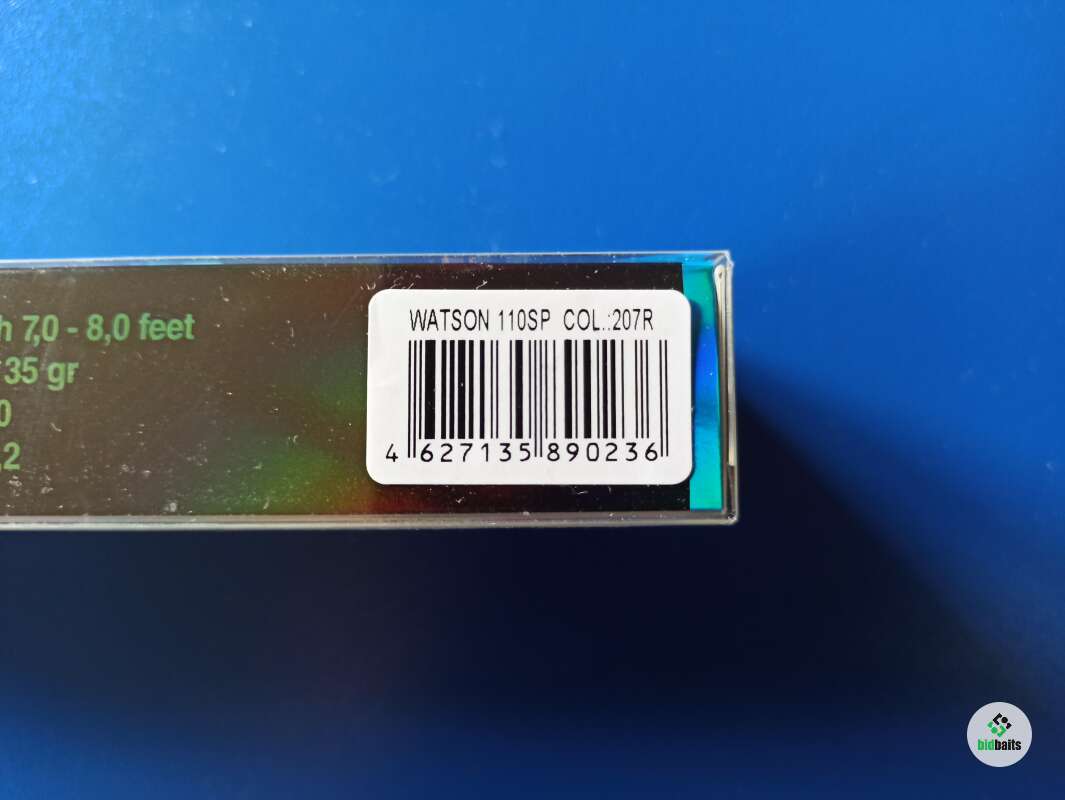 h 7,0 - 8,0 feet
35 gr
0
,2
WATSON 110SP COL.:207R
4 627135 890236
bidbaits